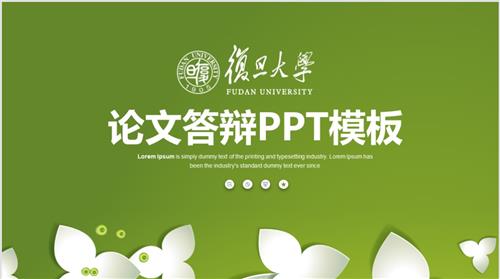 復旦大學
FUDAN UNIVERSITY
FUDAN UNIVERSITY
1905
论文答辩PPT模板
Lorem Ipsum is simply dummy text of the printing and typesetting industry. Lorem Ipsum has
been the industry's standard dummy text ever since